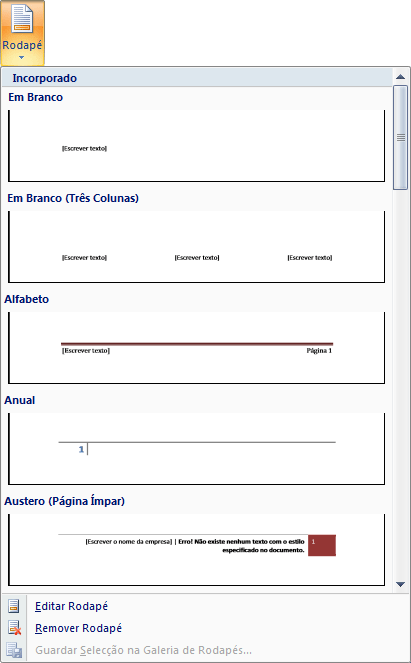 Rodapé
Incorporado
Em Branco
[Escrever texto]
Em Branco (Três Colunas)
[Escrever texto] [Escrever texto] [Escrever texto]
Alfabeto
[Escrever texto] Página 1
Anual
1
Austero (Página Ímpar)
[Escrever o nome da empresa] | Erro! Não existe nenhum texto com o estilo 1
especificado no documento.
Editar Rodapé
Remover Rodapé
Guardar Selecção na Galeria de Rodapés...